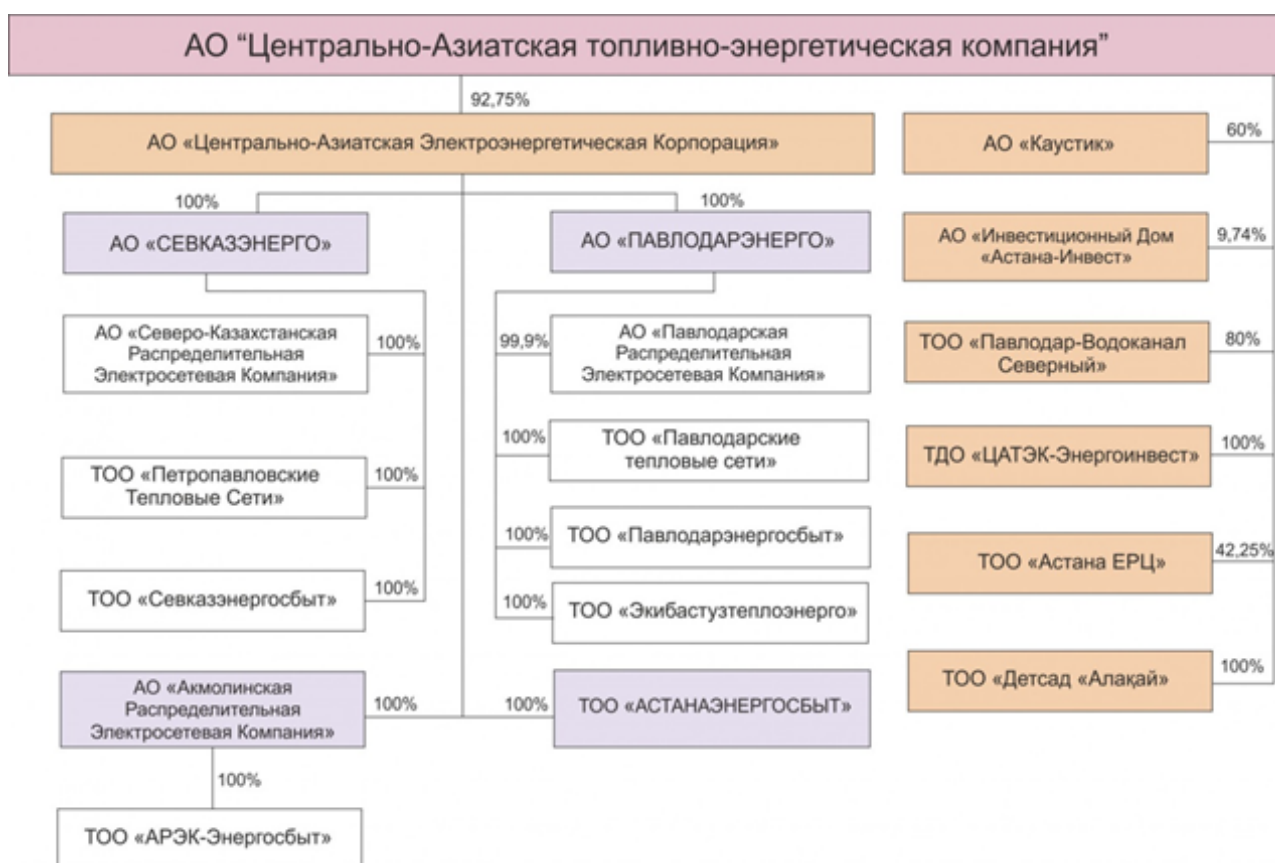 АО “Центрально-Азиатская топливно-энергетическая компания”
92,75%
АО «Центрально-Азиатская Электроэнергетическая Корпорация»
АО «Каустик»
60%
100%
100%
АО «СЕВКАЗЭНЕРГО»
АО «ПАВЛОДАРЭНЕРГО»
АО «Инвестиционный Дом
«Астана-Инвест»
9,74%
АО «Северо-Казахстанская
Распределительная
Электросетевая Компания»
100%
99,9%
АО «Павлодарская
Распределительная
Электросетевая Компания»
ТОО «Павлодар-Водоканал
Северный»
80%
ТОО «Петропавловские
Тепловые Сети»
100%
100%
ТОО «Павлодарские
тепловые сети»
ТДО «ЦАТЭК-Энергоинвест»
100%
100%
ТОО «Павлодарэнергосбыт»
ТОО «Астана ЕРЦ»
42,25%
ТОО «Севказэнергосбыт»
100%
100%
ТОО «Экибастузтеплоэнерго»
АО «Акмолинская
Распределительная
Электросетевая Компания»
100%
100%
ТОО «АСТАНАЭНЕРГОСБЫТ»
ТОО «Детсад «Алақай»
100%
100%
ТОО «АРЭК-Энергосбыт»